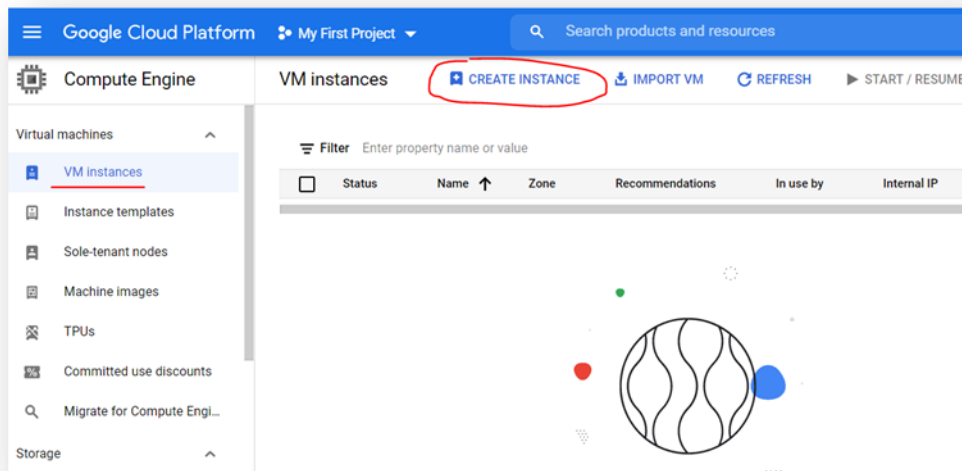 Google Cloud Platform My First Project Search products and resources
Compute Engine VM instances CREATE INSTANCE IMPORT VM REFRESH START / RESUME
Virtual machines
Filter Enter property name or value
VM instances
Status Name Zone Recommendations In use by Internal IP
Instance templates
Sole-tenant nodes
Machine images
TPUs
Committed use discounts
Migrate for Compute Engi...
Storage